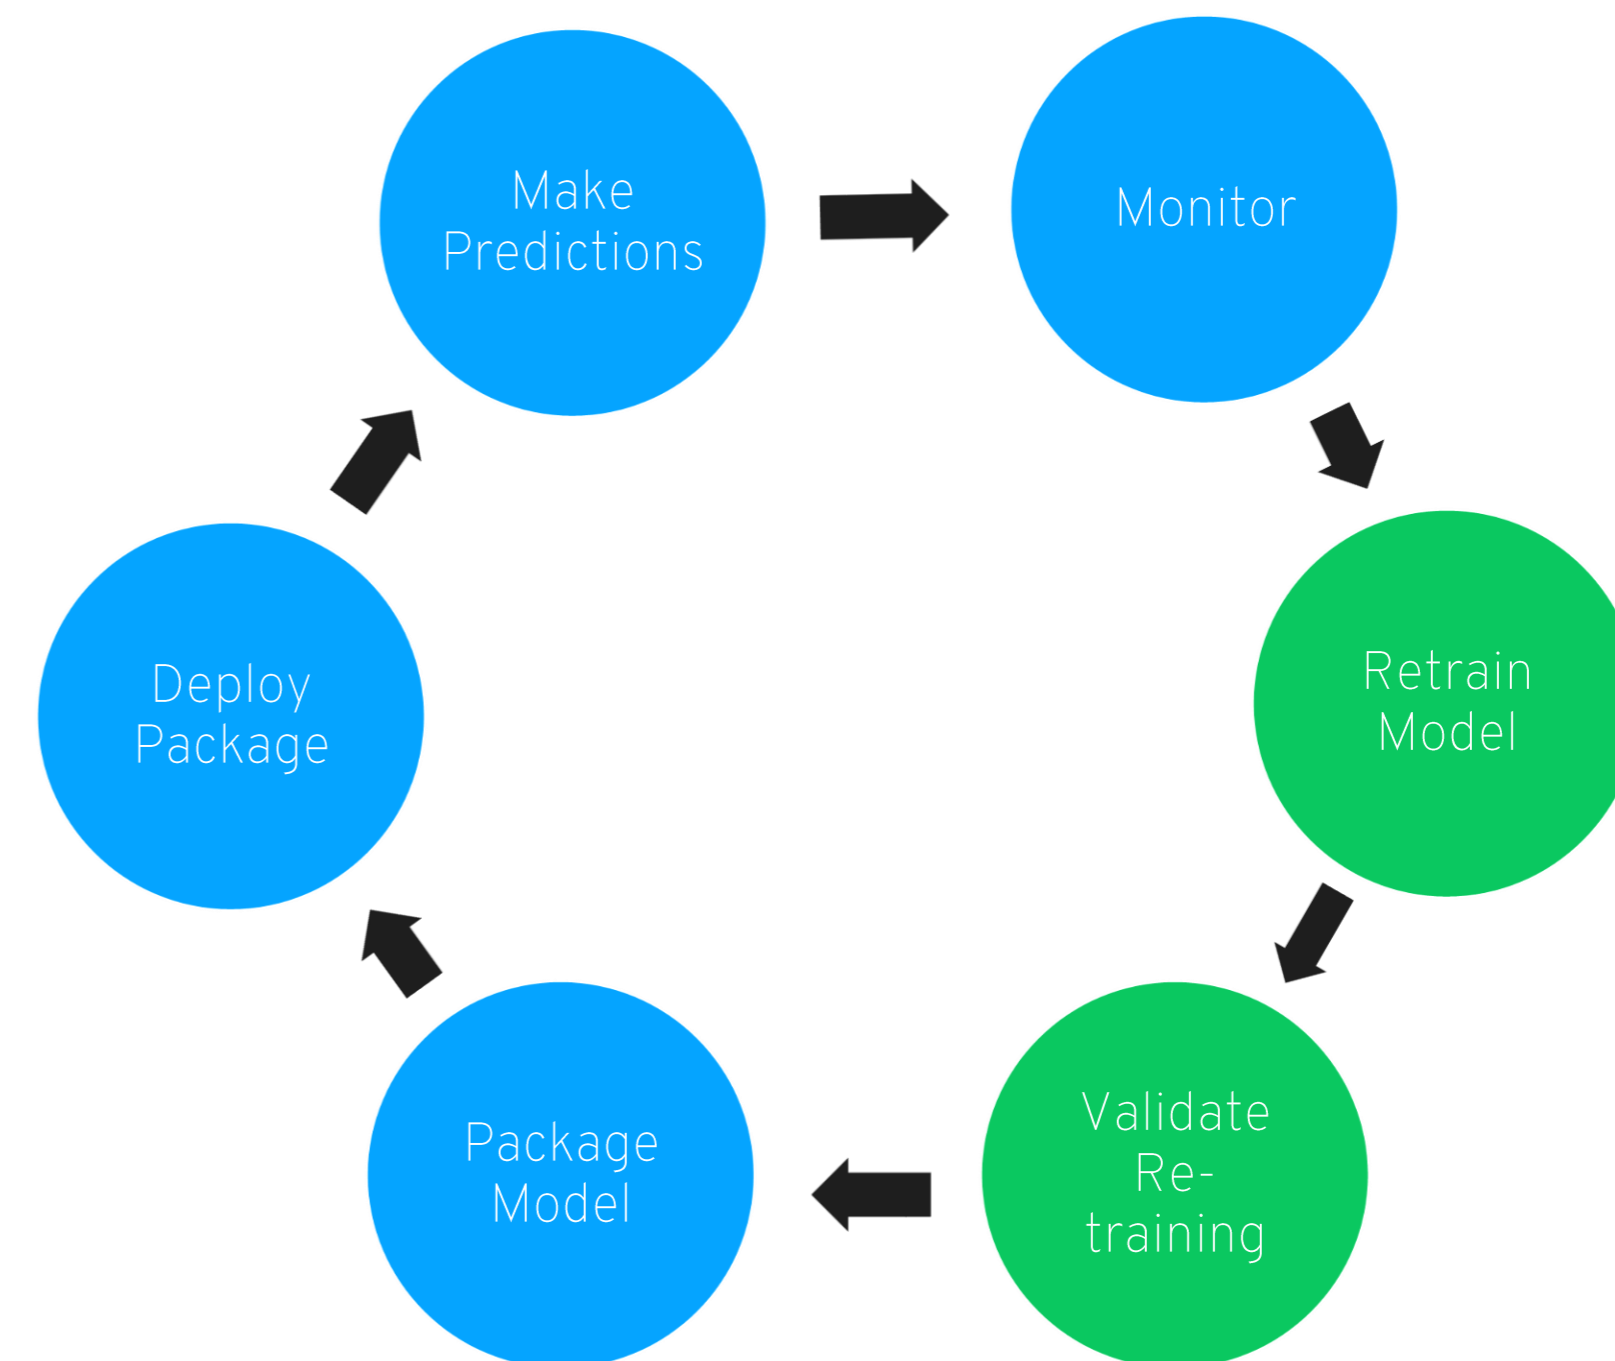 Make
Predictions
Monitor
Retrain
Model
Validate
Re-
training
Package
Model
Deploy
Package